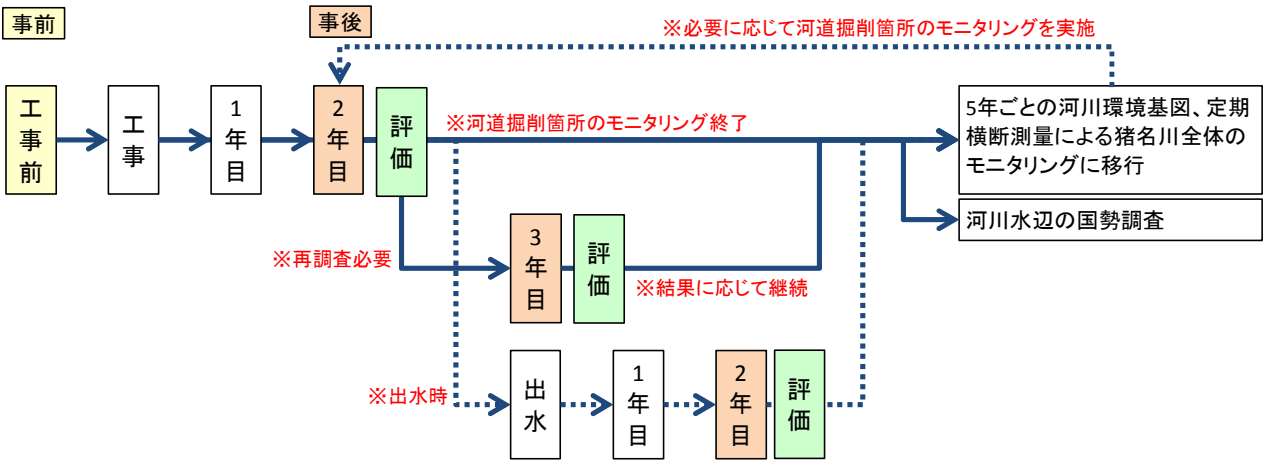 事前
事後
※必要に応じて河道掘削箇所のモニタリングを実施
工事前
工事
1年目
2年目
評価
※河道掘削箇所のモニタリング終了
5年ごとの河川環境基図、定期
横断測量による猪名川全体の
モニタリングに移行
河川水辺の国勢調査
※再調査必要
3年目
評価
※結果に応じて継続
※出水時
出水
1年目
2年目
評価